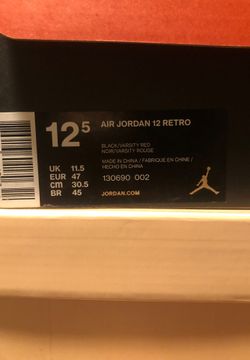 12⁵
AIR JORDAN 12 RETRO
BLACK/VARSITY RED
NOIR/VARSITY ROUGE
UK 11.5
EUR 47
cm 30.5
BR 45
MADE IN CHINA / FABRIQUE EN CHINE /
HECHO EN CHINA
130690 002
JORDAN.COM